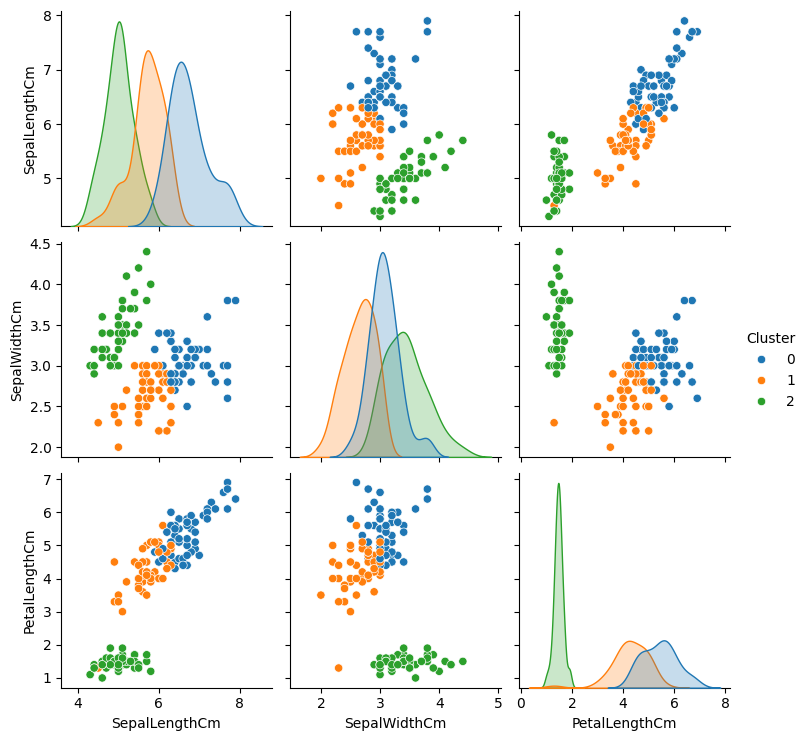 8
7
6
5
SepalLengthCm
4.5
4.0
3.5
3.0
2.5
2.0
SepalWidthCm
Cluster
0
1
2
7
6
5
4
3
2
1
PetalLengthCm
4 6 8
2 3 4 5
0 2 4 6 8
SepalLengthCm SepalWidthCm PetalLengthCm